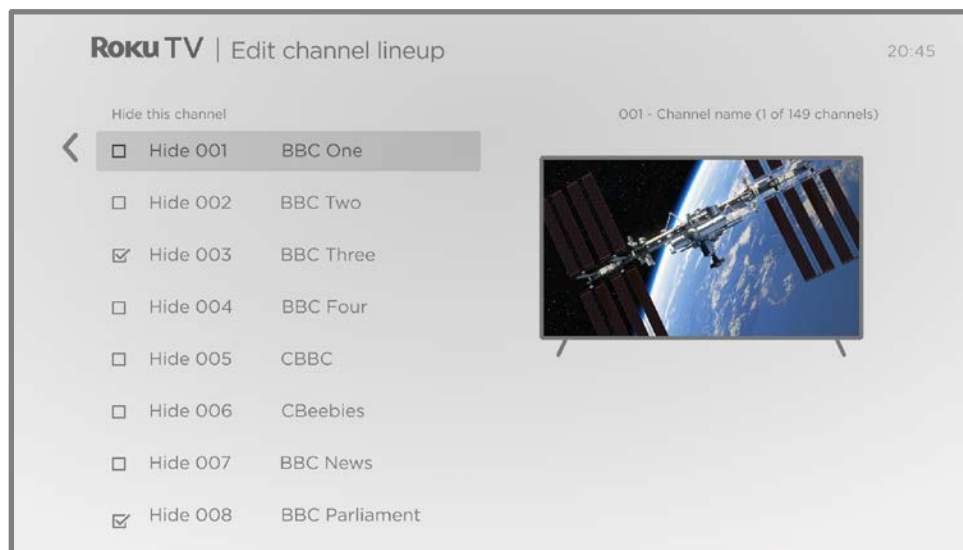 Roku TV | Edit channel lineup
20:45
Hide this channel
001 - Channel name (1 of 149 channels)
Hide 001 BBC One
Hide 002 BBC Two
Hide 003 BBC Three
Hide 004 BBC Four
Hide 005 CBBC
Hide 006 CBeebies
Hide 007 BBC News
Hide 008 BBC Parliament